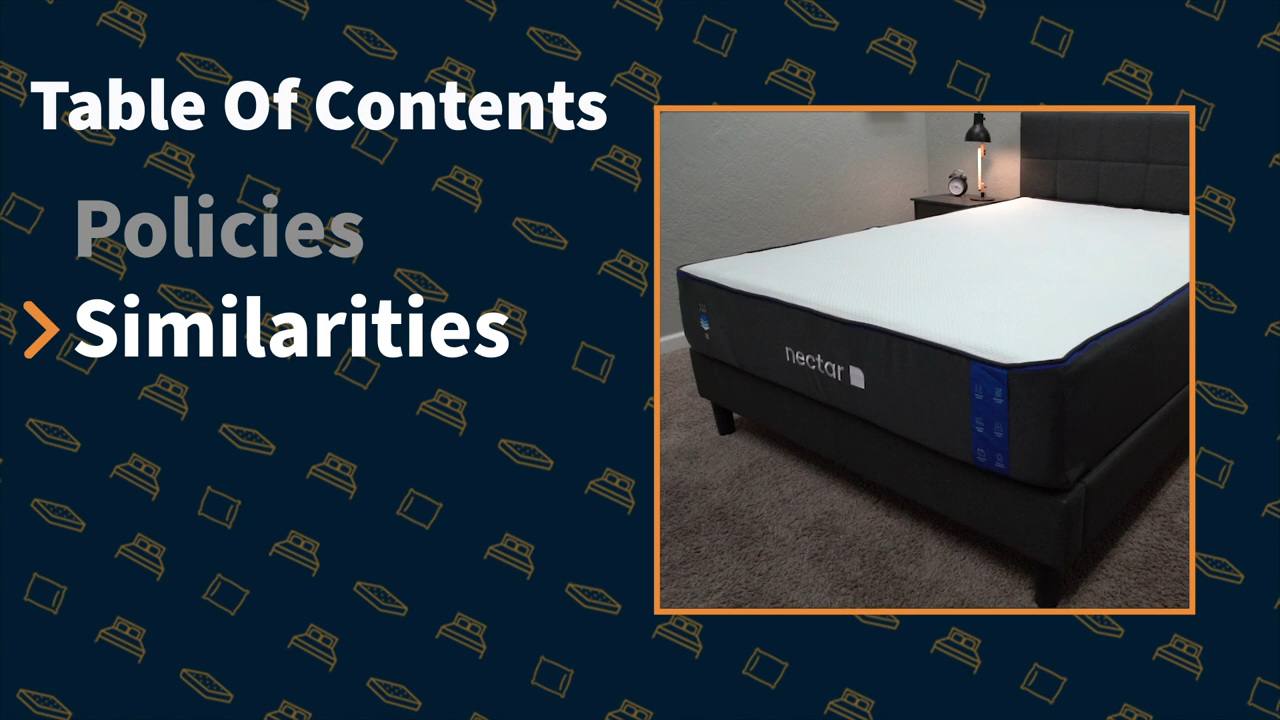 Table Of Contents
Policies
Similarities
nectar